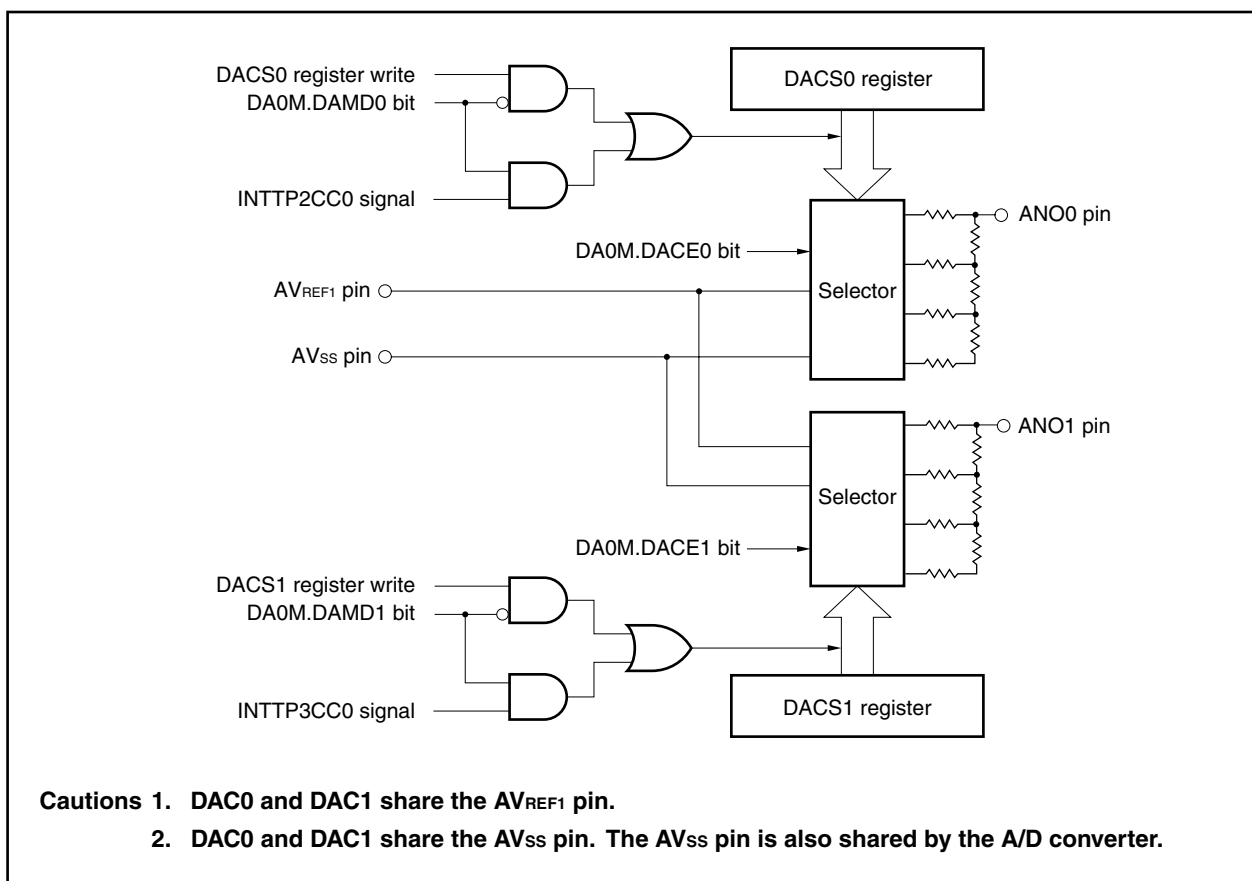 DACS0 register write
DA0M.DAMD0 bit
INTTP2CC0 signal
DACS0 register
DA0M.DACE0 bit
AVREF1 pin
AVSS pin
Selector
ANO0 pin
Selector
ANO1 pin
DA0M.DACE1 bit
DACS1 register write
DA0M.DAMD1 bit
INTTP3CC0 signal
DACS1 register
Cautions 1. DAC0 and DAC1 share the AVREF1 pin.
2. DAC0 and DAC1 share the AVSS pin. The AVSS pin is also shared by the A/D converter.